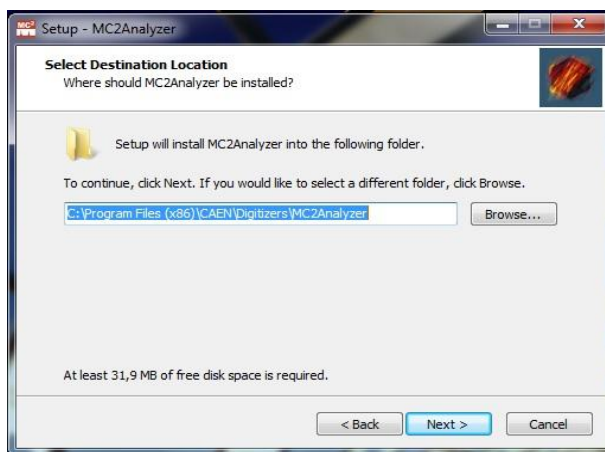 MC²
Setup - MC2Analyzer
Select Destination Location
Where should MC2Analyzer be installed?
Setup will install MC2Analyzer into the following folder.
To continue, click Next. If you would like to select a different folder, click Browse.
C:\Program Files (x86)\CAEN\Digitizers\MC2Analyzer
Browse...
At least 31,9 MB of free disk space is required.
< Back
Next >
Cancel